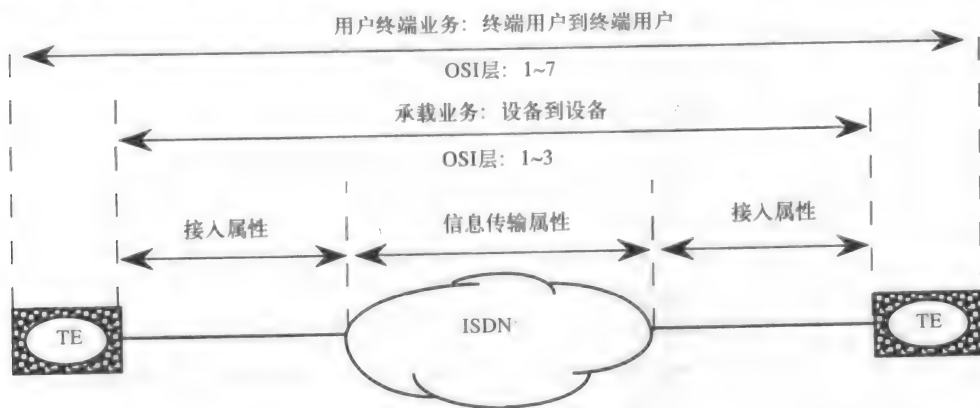 用户终端业务：终端用户到终端用户
OSI层：1~7
承载业务：设备到设备
OSI层：1~3
接入属性
信息传输属性
接入属性
TE
ISDN
TE